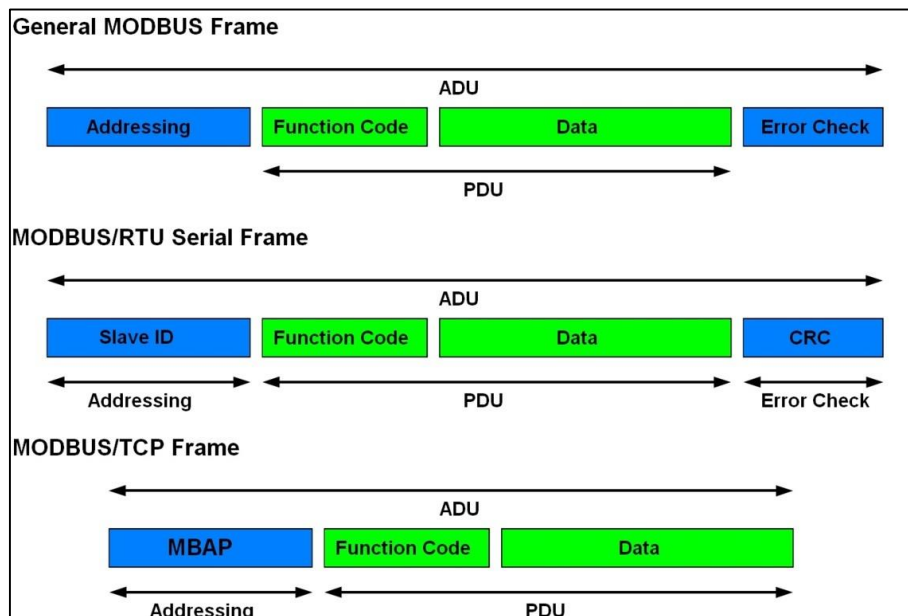 General MODBUS Frame
ADU
Addressing Function Code Data Error Check
PDU
MODBUS/RTU Serial Frame
ADU
Slave ID Function Code Data CRC
Addressing PDU Error Check
MODBUS/TCP Frame
ADU
MBAP Function Code Data
Addressing PDU